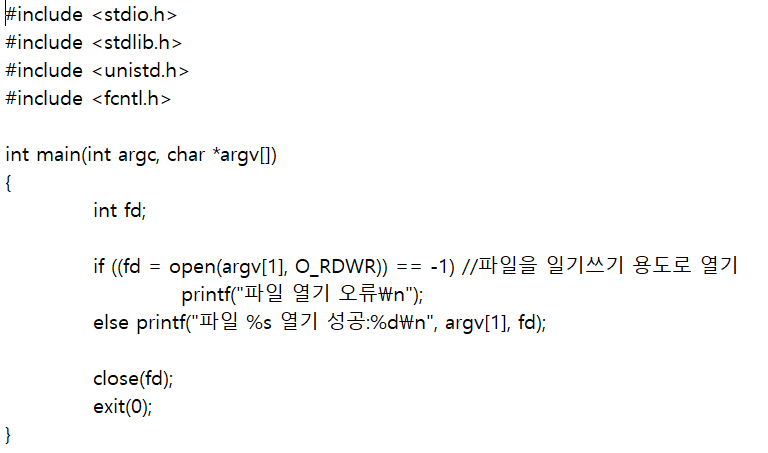 #include <stdio.h>
#include <stdlib.h>
#include <unistd.h>
#include <fcntl.h>

int main(int argc, char *argv[])
{
int fd;

if ((fd = open(argv[1], O_RDWR)) == -1) //파일을 일기쓰기 용도로 열기
printf("파일 열기 오류₩n");
else printf("파일 %s 열기 성공:%d₩n", argv[1], fd);

close(fd);
exit(0);
}